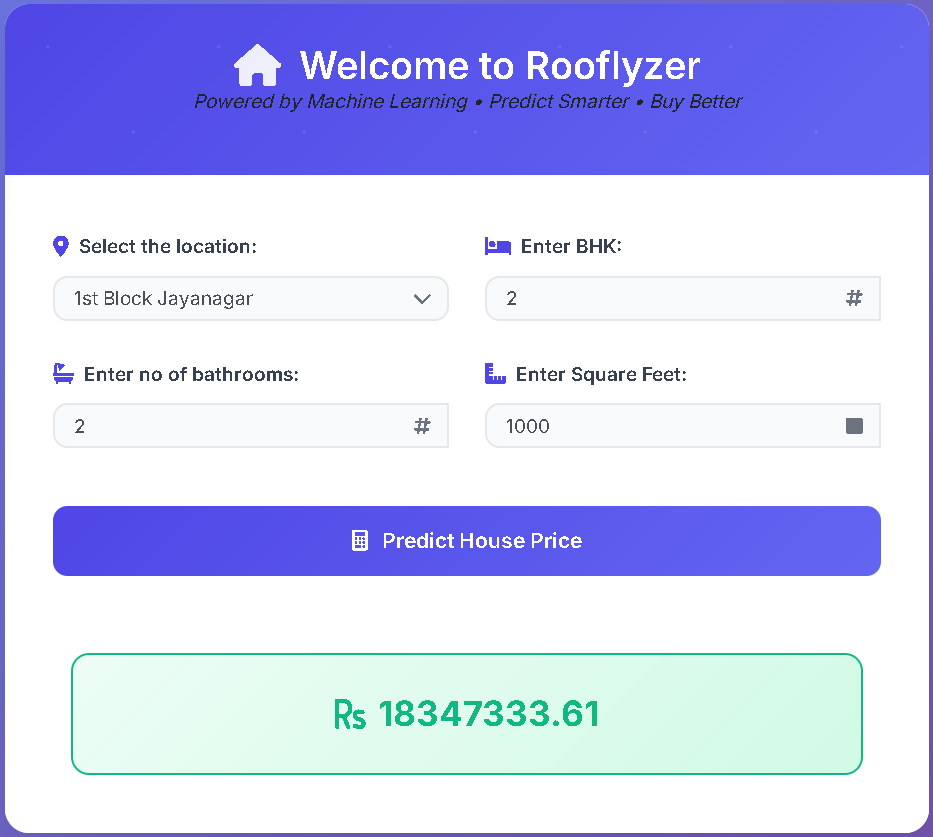 Welcome to Rooflyzer
Powered by Machine Learning • Predict Smarter • Buy Better
Select the location:
Enter BHK:
1st Block Jayanagar
2
#
Enter no of bathrooms:
Enter Square Feet:
2
#
1000
Predict House Price
₨ 18347333.61